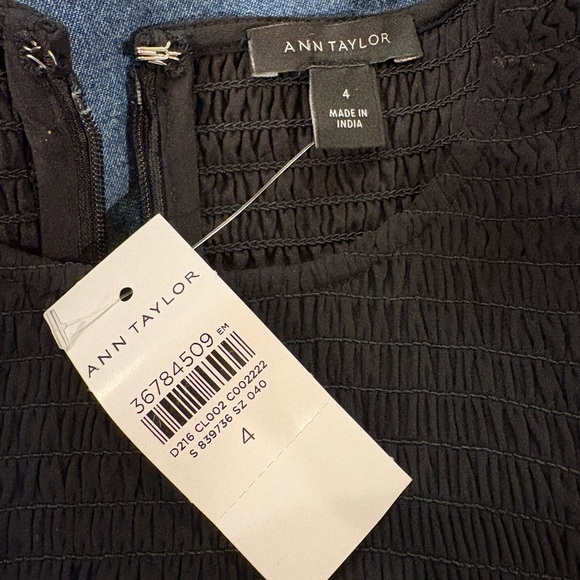 ANN TAYLOR
4
MADE IN
INDIA
ANN TAYLOR
36784509 EM
D216 CL002 C002222
S 839736 SZ 040
4